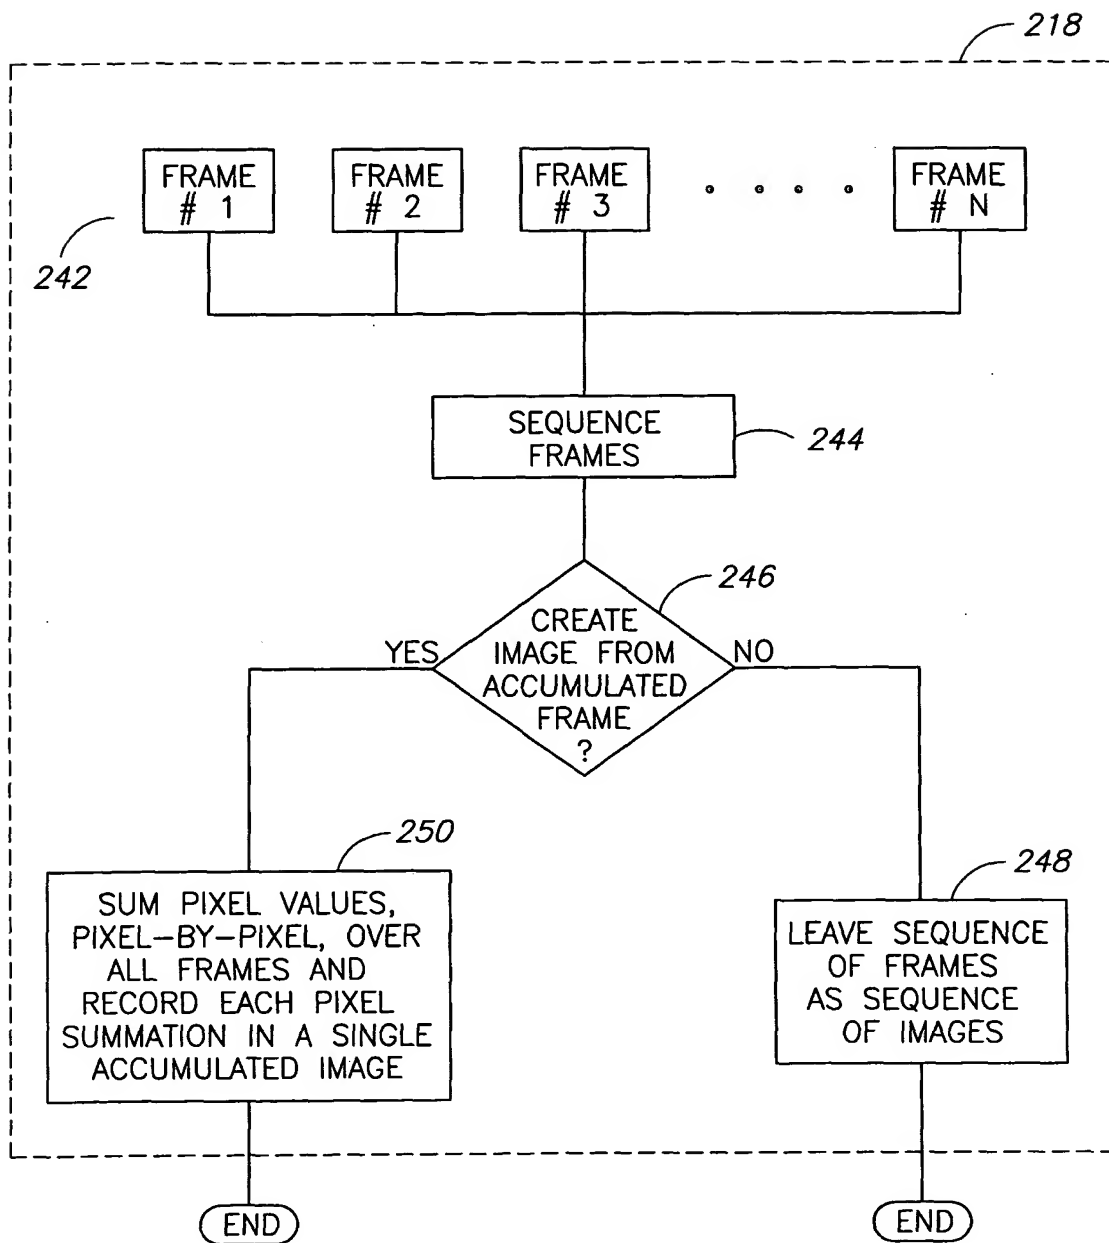 218
FRAME
# 1
FRAME
# 2
FRAME
# 3
FRAME
# N
242
SEQUENCE
FRAMES
244
246
CREATE
IMAGE FROM
ACCUMULATED
FRAME
?
YES
NO
250
SUM PIXEL VALUES,
PIXEL-BY-PIXEL, OVER
ALL FRAMES AND
RECORD EACH PIXEL
SUMMATION IN A SINGLE
ACCUMULATED IMAGE
248
LEAVE SEQUENCE
OF FRAMES
AS SEQUENCE
OF IMAGES
END
END